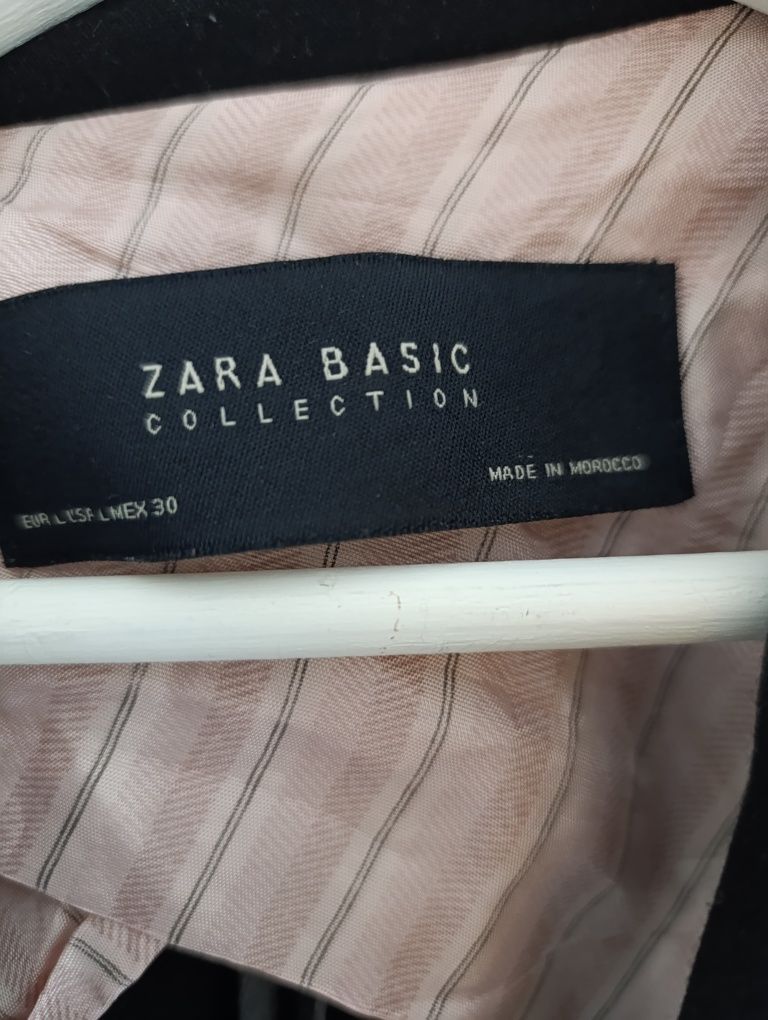 ZARA BASIC
COLLECTION
MADE IN MOROCCO
EUR L USA L MEX 30